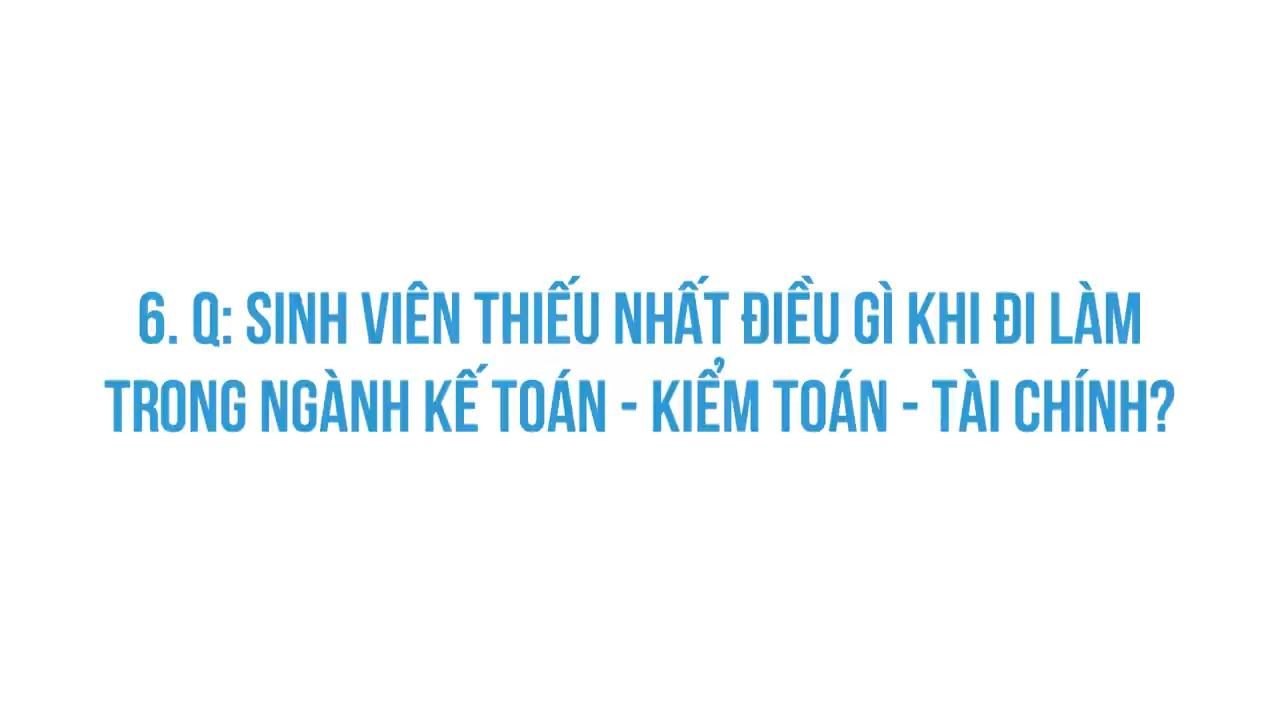 6. Q: SINH VIÊN THIẾU NHẤT ĐIỀU GÌ KHI ĐI LÀM
TRONG NGÀNH KẾ TOÁN - KIỂM TOÁN - TÀI CHÍNH?